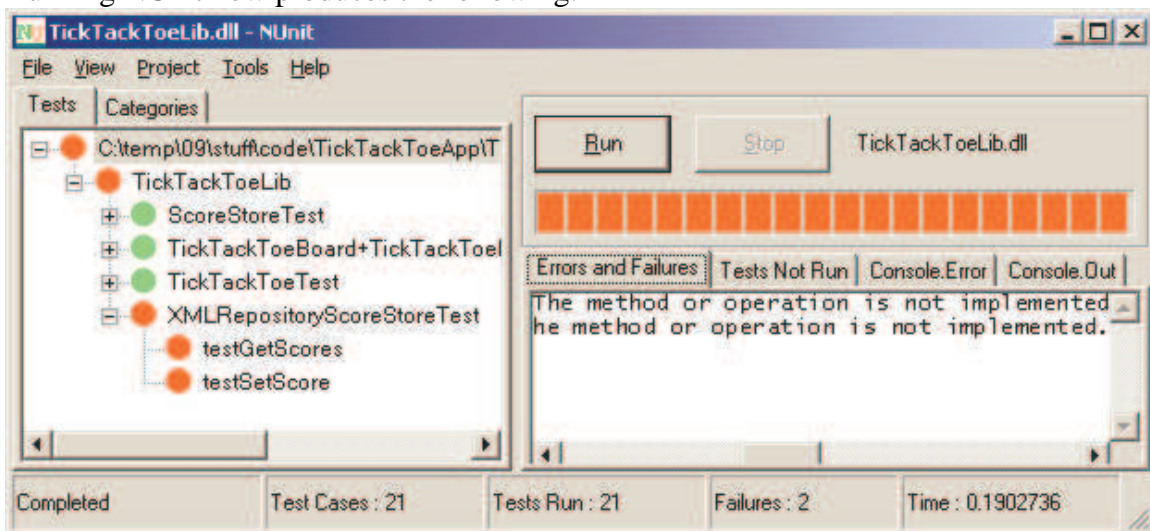 TickTackToeLib.dll - NUnit
File View Project Tools Help
Tests Categories
C:\temp\09\stuff\code\TickTackToeApp\T
TickTackToeLib
ScoreStoreTest
TickTackToeBoard+TickTackToeI
TickTackToeTest
XMLRepositoryScoreStoreTest
testGetScores
testSetScore
Run Stop TickTackToeLib.dll
Errors and Failures Tests Not Run Console.Error Console.Out
The method or operation is not implemented
he method or operation is not implemented.
Completed Test Cases : 21 Tests Run : 21 Failures : 2 Time : 0.1902736